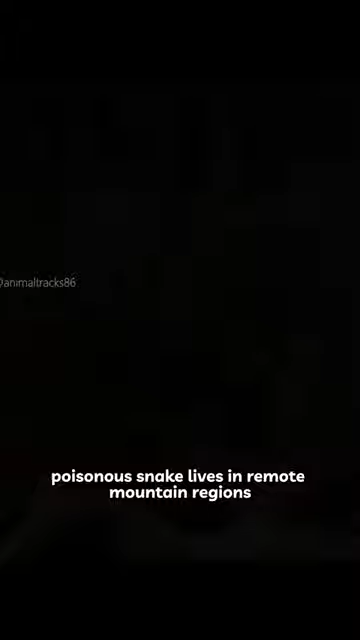 @animaltracks86
poisonous snake lives in remote
mountain regions